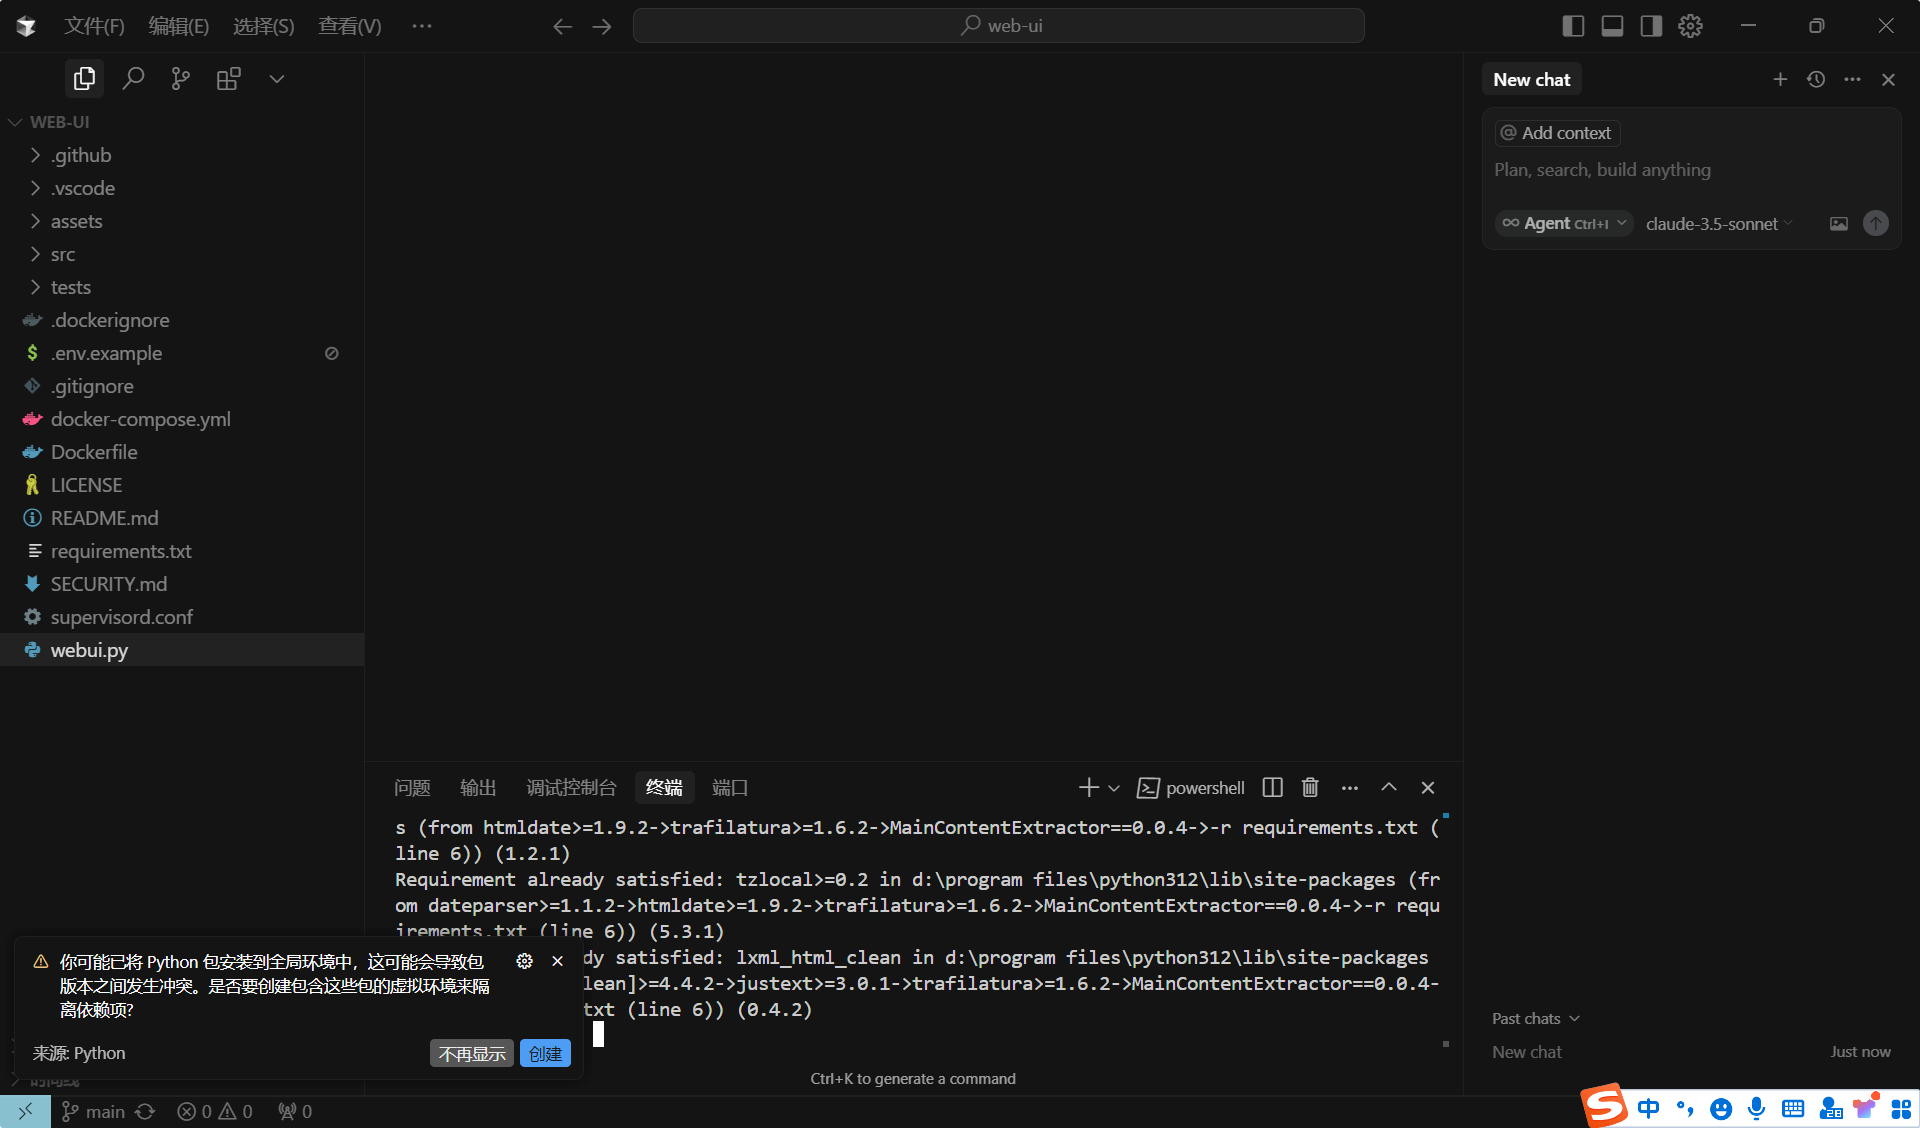 文件(F) 编辑(E) 选择(S) 查看(V) ···
web-ui
WEB-UI
.github
.vscode
assets
src
tests
.dockerignore
.env.example
.gitignore
docker-compose.yml
Dockerfile
LICENSE
README.md
requirements.txt
SECURITY.md
supervisord.conf
webui.py
New chat
@ Add context
Plan, search, build anything
Agent Ctrl+I claude-3.5-sonnet
问题 输出 调试控制台 终端 端口
powershell
s (from htmldate>=1.9.2->trafilatura>=1.6.2->MainContentExtractor==0.0.4->-r requirements.txt (
line 6)) (1.2.1)
Requirement already satisfied: tzlocal>=0.2 in d:\program files\python312\lib\site-packages (fr
om dateparser>=1.1.2->htmldate>=1.9.2->trafilatura>=1.6.2->MainContentExtractor==0.0.4->-r requ
irements.txt (line 6)) (5.3.1)
dy satisfied: lxml_html_clean in d:\program files\python312\lib\site-packages
lean]>=4.4.2->justext>=3.0.1->trafilatura>=1.6.2->MainContentExtractor==0.0.4-
txt (line 6)) (0.4.2)
你可能已将 Python 包安装到全局环境中，这可能会导致包
版本之间发生冲突。是否要创建包含这些包的虚拟环境来隔
离依赖项?
来源: Python
不再显示 创建
Ctrl+K to generate a command
Past chats
New chat Just now
main 0 0 0
中